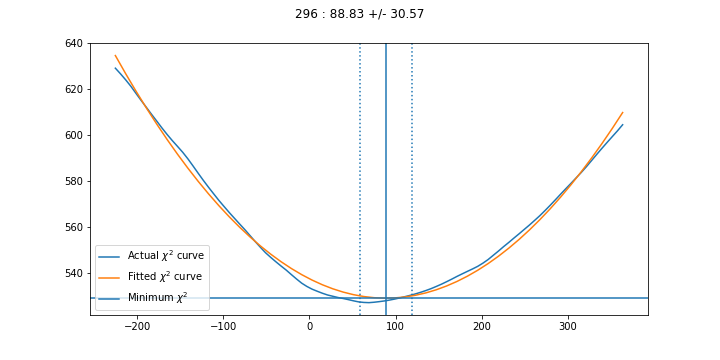 296 : 88.83 +/- 30.57
640
620
600
580
560
540
Actual χ² curve
Fitted χ² curve
Minimum χ²
−200 −100 0 100 200 300